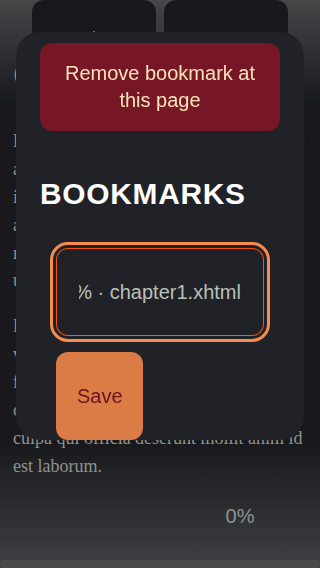 Remove bookmark at
this page
BOOKMARKS
% · chapter1.xhtml
Save
culpa qui officia deserunt mollit anim id
est laborum.
0%